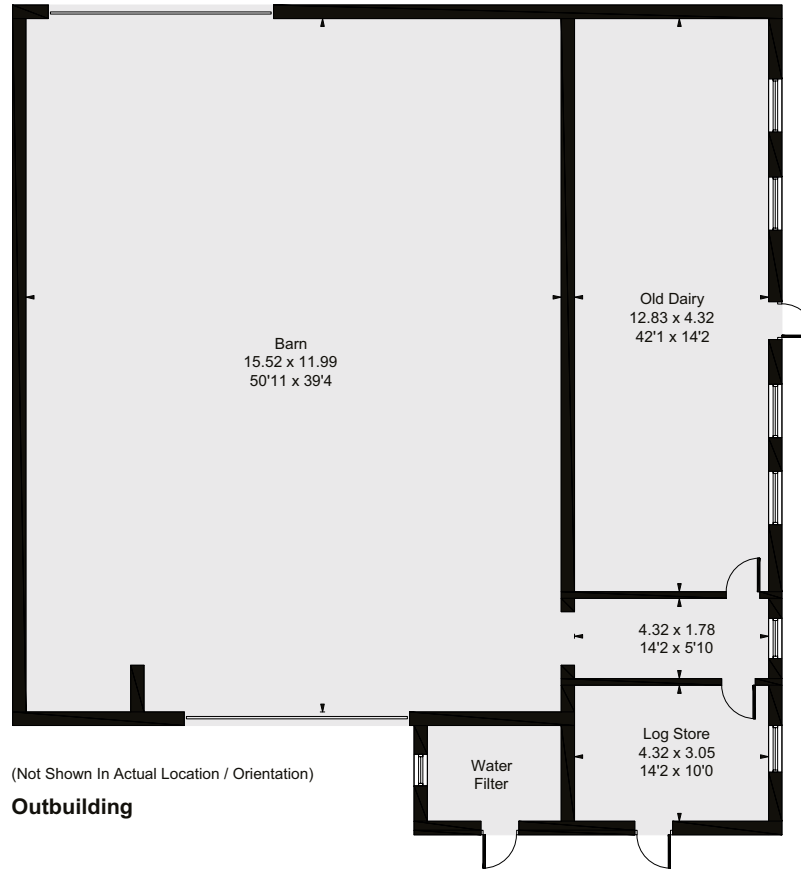 Old Dairy
12.83 x 4.32
42'1 x 14'2
Barn
15.52 x 11.99
50'11 x 39'4
4.32 x 1.78
14'2 x 5'10
Log Store
4.32 x 3.05
14'2 x 10'0
Water
Filter
(Not Shown In Actual Location / Orientation)
Outbuilding